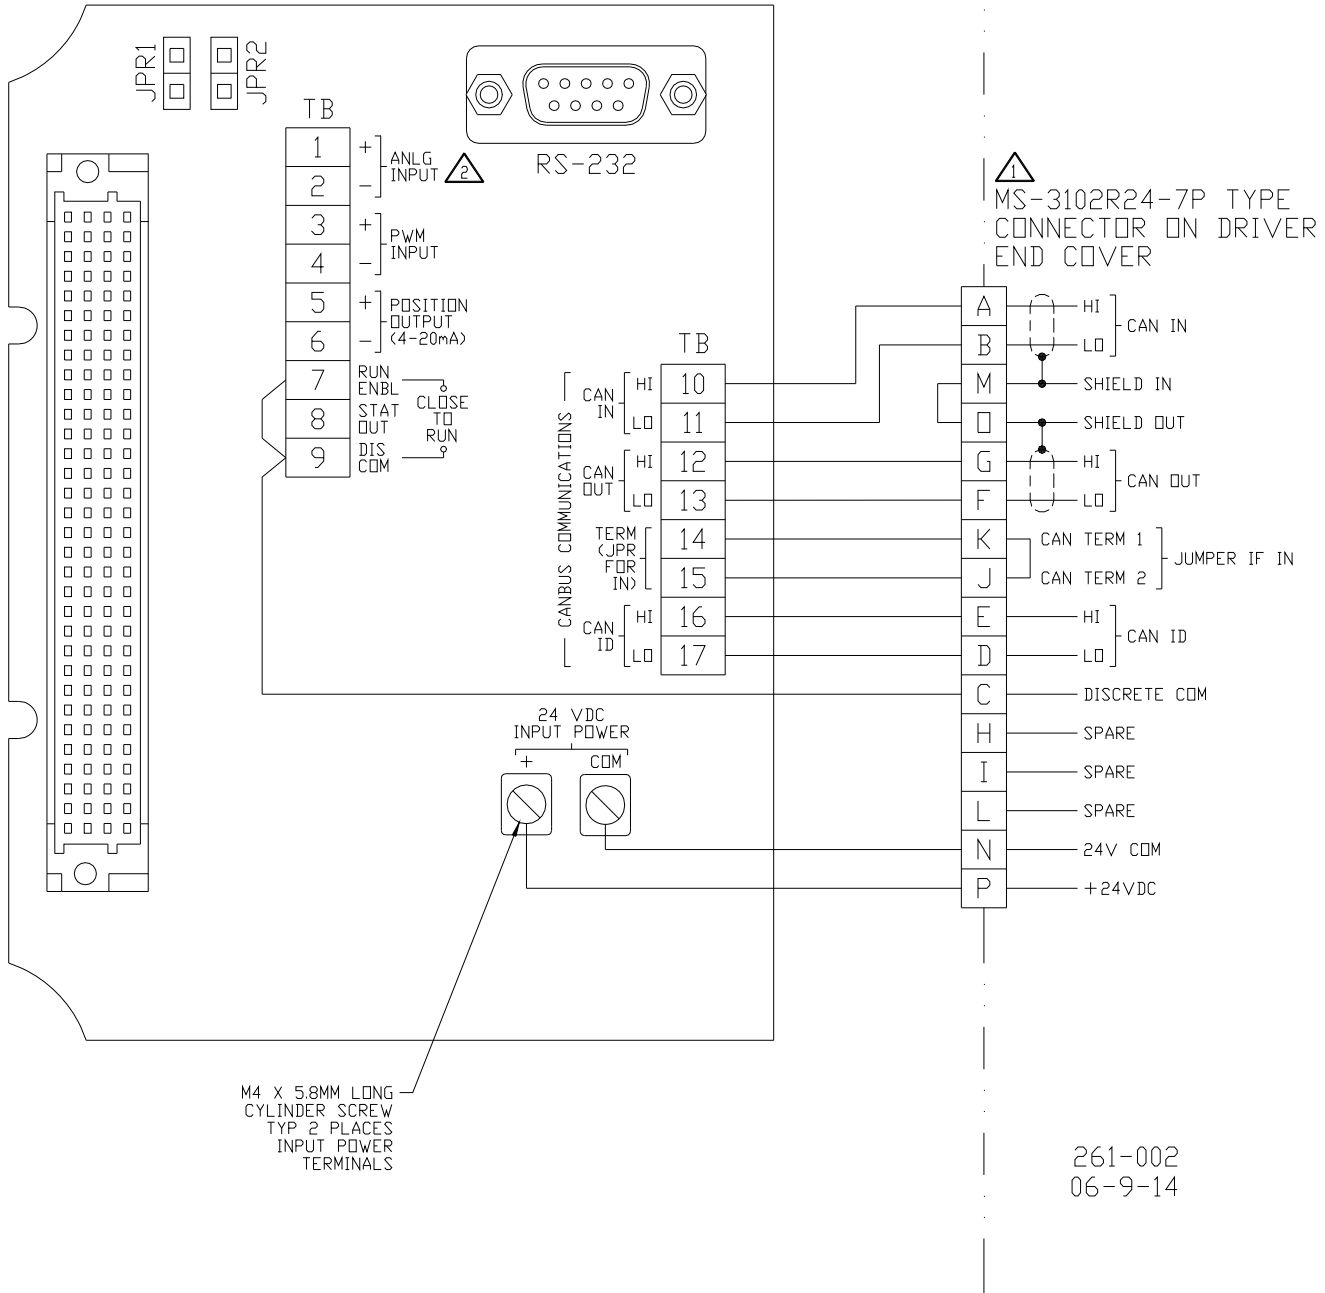 JPR1
JPR2
TB
1 + ANLG
2 - INPUT
2
3 + PWM
4 - INPUT
5 + POSITION
OUTPUT
6 - (4-20mA)
7 RUN
ENBL
8 STAT
OUT
9 DIS
COM
CLOSE
TO
RUN
RS-232
1
MS-3102R24-7P TYPE
CONNECTOR ON DRIVER
END COVER
CANBUS COMMUNICATIONS
TB
CAN
IN
HI 10
LO 11
CAN
OUT
HI 12
LO 13
TERM
(JPR
FOR
IN)
14
15
CAN
ID
HI 16
LO 17
A HI
B LO
CAN IN
M SHIELD IN
O SHIELD OUT
G HI
F LO
CAN OUT
K CAN TERM 1
J CAN TERM 2
JUMPER IF IN
E HI
D LO
CAN ID
C DISCRETE COM
H SPARE
I SPARE
L SPARE
N 24V COM
P +24VDC
24 VDC
INPUT POWER
+ COM
M4 X 5.8MM LONG
CYLINDER SCREW
TYP 2 PLACES
INPUT POWER
TERMINALS
261-002
06-9-14